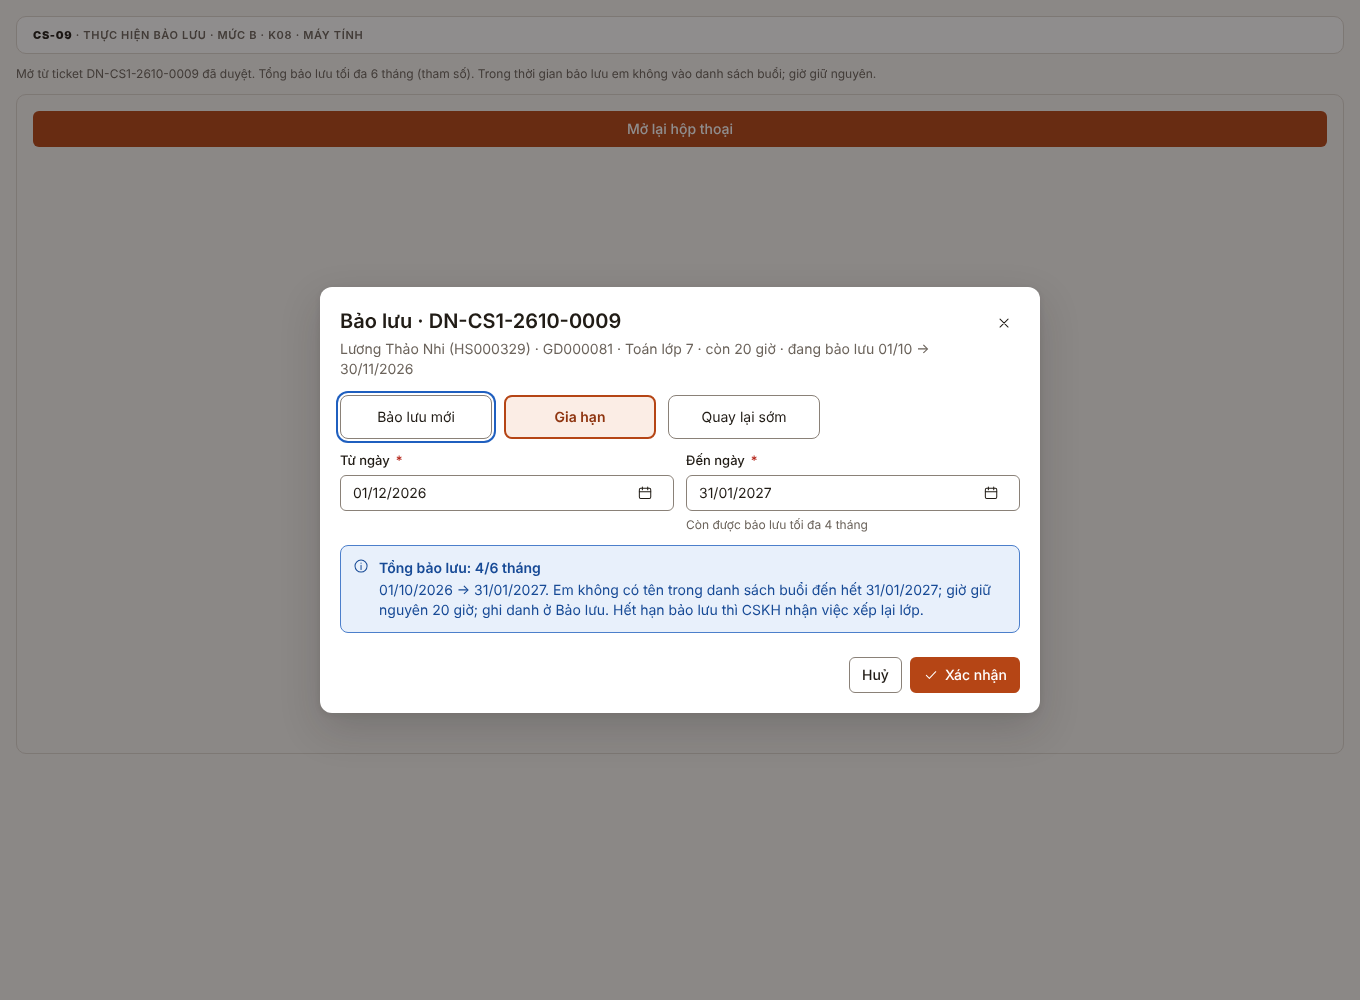 CS-09 · THỰC HIỆN BẢO LƯU · MỨC B · K08 · MÁY TÍNH
Mở từ ticket DN-CS1-2610-0009 đã duyệt. Tổng bảo lưu tối đa 6 tháng (tham số). Trong thời gian bảo lưu em không vào danh sách buổi; giờ giữ nguyên.
Mở lại hộp thoại
Bảo lưu · DN-CS1-2610-0009
Lương Thảo Nhi (HS000329) · GD000081 · Toán lớp 7 · còn 20 giờ · đang bảo lưu 01/10 →
30/11/2026
Bảo lưu mới
Gia hạn
Quay lại sớm
Từ ngày *
Đến ngày *
01/12/2026
31/01/2027
Còn được bảo lưu tối đa 4 tháng
Tổng bảo lưu: 4/6 tháng
01/10/2026 → 31/01/2027. Em không có tên trong danh sách buổi đến hết 31/01/2027; giờ giữ
nguyên 20 giờ; ghi danh ở Bảo lưu. Hết hạn bảo lưu thì CSKH nhận việc xếp lại lớp.
Huỷ
Xác nhận